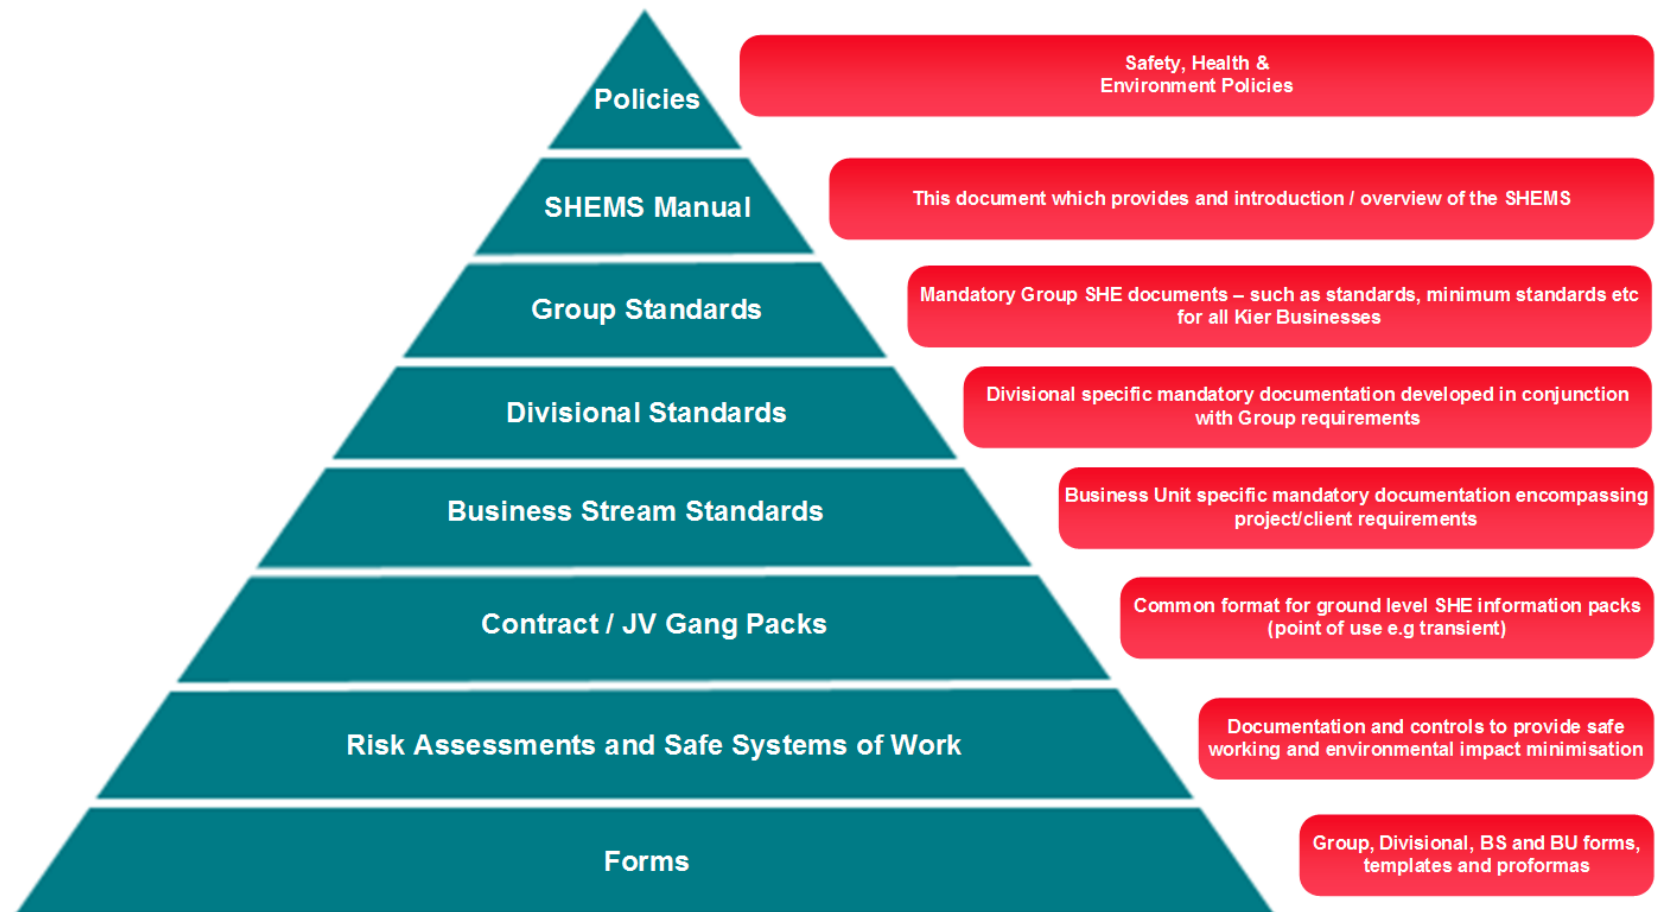 Policies
Safety, Health &
Environment Policies
SHEMS Manual
This document which provides and introduction / overview of the SHEMS
Group Standards
Mandatory Group SHE documents – such as standards, minimum standards etc
for all Kier Businesses
Divisional Standards
Divisional specific mandatory documentation developed in conjunction
with Group requirements
Business Stream Standards
Business Unit specific mandatory documentation encompassing
project/client requirements
Contract / JV Gang Packs
Common format for ground level SHE information packs
(point of use e.g transient)
Risk Assessments and Safe Systems of Work
Documentation and controls to provide safe
working and environmental impact minimisation
Forms
Group, Divisional, BS and BU forms,
templates and proformas